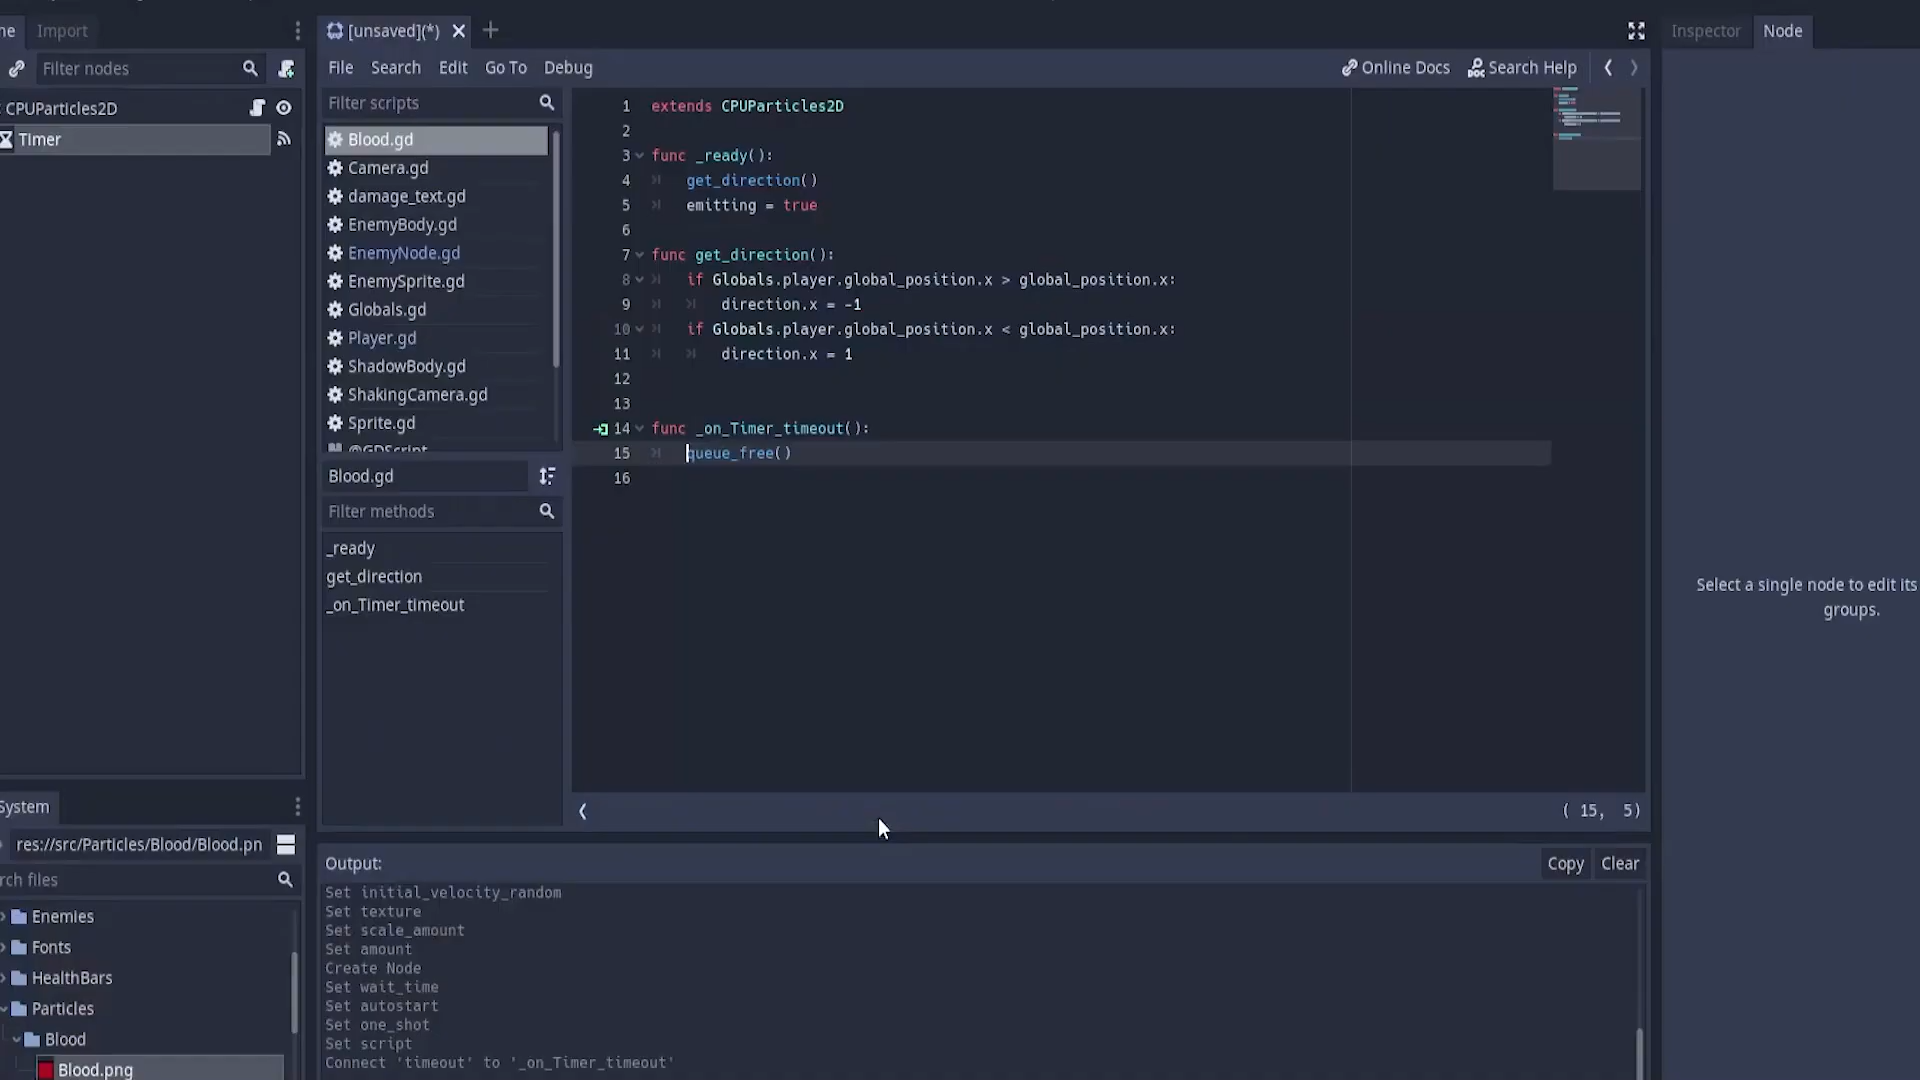 ne Import
[unsaved](*)
Inspector Node
Filter nodes
File Search Edit Go To Debug
Online Docs Search Help
CPUParticles2D
Timer
Filter scripts
Blood.gd
Camera.gd
damage_text.gd
EnemyBody.gd
EnemyNode.gd
EnemySprite.gd
Globals.gd
Player.gd
ShadowBody.gd
ShakingCamera.gd
Sprite.gd
@GDScript
Blood.gd
Filter methods
_ready
get_direction
_on_Timer_timeout
1 extends CPUParticles2D
2
3 func _ready():
4 get_direction()
5 emitting = true
6
7 func get_direction():
8 if Globals.player.global_position.x > global_position.x:
9 direction.x = -1
10 if Globals.player.global_position.x < global_position.x:
11 direction.x = 1
12
13
14 func _on_Timer_timeout():
15 queue_free()
16
( 15, 5)
Select a single node to edit its
groups.
System
res://src/Particles/Blood/Blood.pn
rch files
Enemies
Fonts
HealthBars
Particles
Blood
Blood.png
Output:
Copy Clear
Set initial_velocity_random
Set texture
Set scale_amount
Set amount
Create Node
Set wait_time
Set autostart
Set one_shot
Set script
Connect 'timeout' to '_on_Timer_timeout'